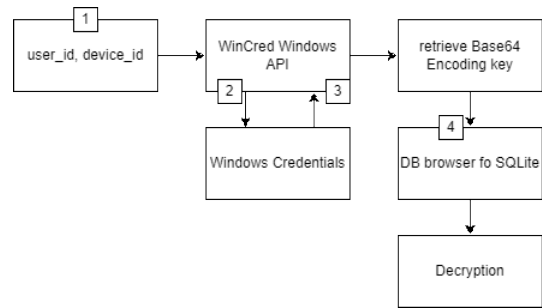 1
user_id, device_id
WinCred Windows
API
2
3
Windows Credentials
retrieve Base64
Encoding key
4
DB browser fo SQLite
Decryption